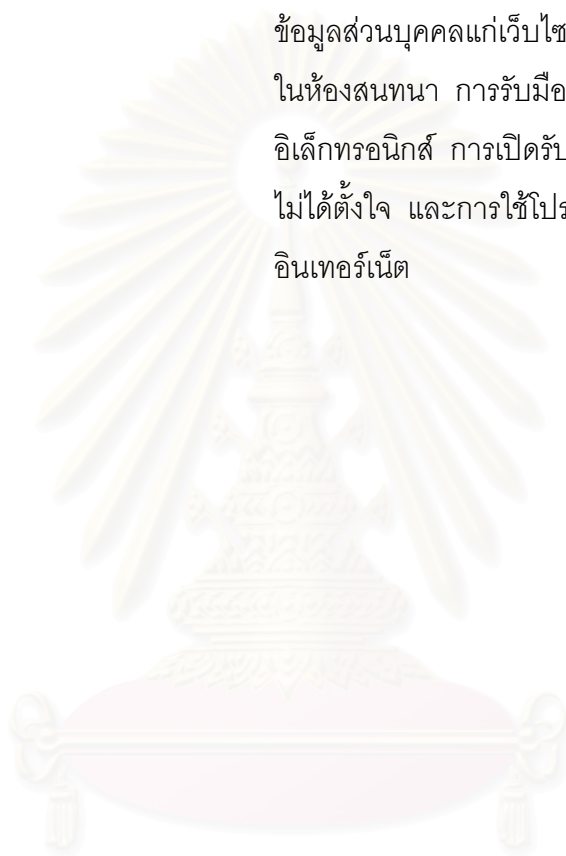 ข้อมูลส่วนบุคคลแก่เว็บไซ
ในห้องสนทนา การรับมือ
อิเล็กทรอนิกส์ การเปิดรับ
ไม่ได้ตั้งใจ และการใช้โปร
อินเทอร์เน็ต